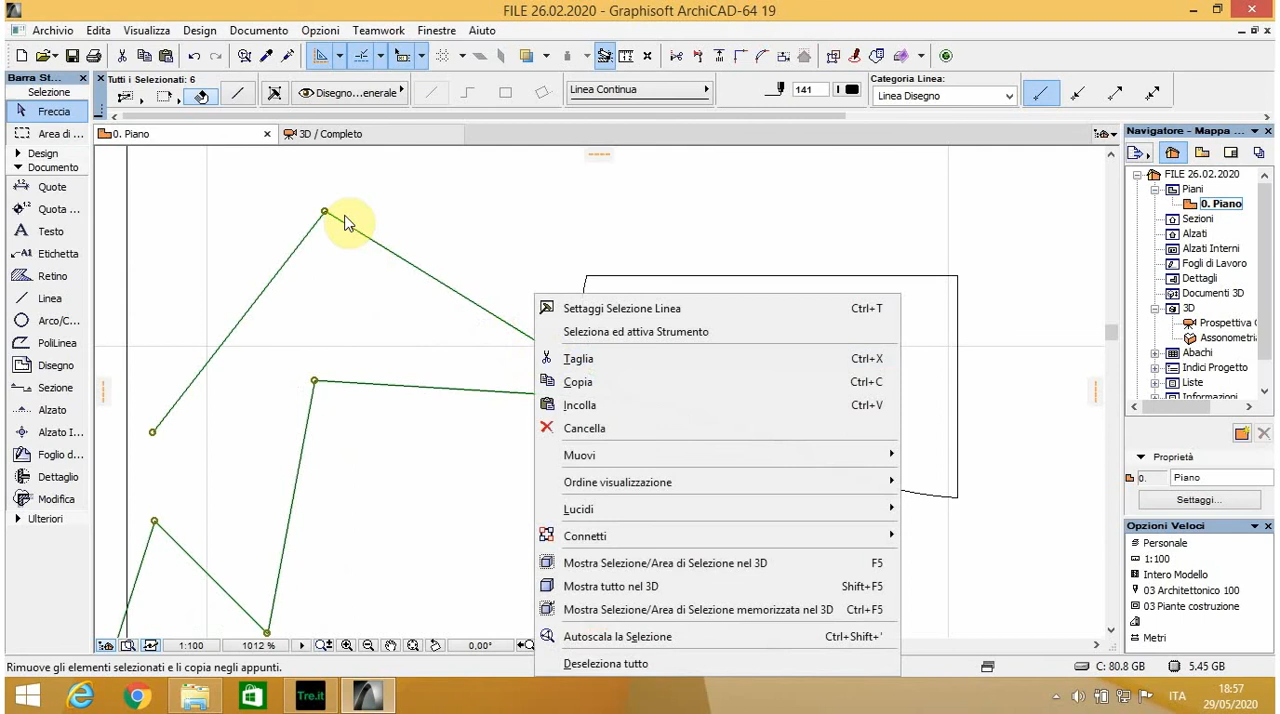 FILE 26.02.2020 - Graphisoft ArchiCAD-64 19
Archivio Edita Visualizza Design Documento Opzioni Teamwork Finestre Aiuto
Barra St...
Selezione
Freccia
Area di ...
Design
Documento
Quote
Quota ...
Testo
Etichetta
Retino
Linea
Arco/C...
PoliLinea
Disegno
Sezione
Alzato
Alzato I...
Foglio d...
Dettaglio
Modifica
Ulteriori
Tutti i Selezionati: 6
Disegno...enerale
Linea Continua
141
Categoria Linea:
Linea Disegno
0. Piano
3D / Completo
Settaggi Selezione Linea Ctrl+T
Seleziona ed attiva Strumento
Taglia Ctrl+X
Copia Ctrl+C
Incolla Ctrl+V
Cancella
Muovi
Ordine visualizzazione
Lucidi
Connetti
Mostra Selezione/Area di Selezione nel 3D F5
Mostra tutto nel 3D Shift+F5
Mostra Selezione/Area di Selezione memorizzata nel 3D Ctrl+F5
Autoscala la Selezione Ctrl+Shift+'
Deseleziona tutto
Navigatore - Mappa ...
FILE 26.02.2020
Piani
0. Piano
Sezioni
Alzati
Alzati Interni
Fogli di Lavoro
Dettagli
Documenti 3D
3D
Prospettiva
Assonometria
Abachi
Indici Progetto
Liste
Informazioni
Proprietà
0. Piano
Settaggi...
Opzioni Veloci
Personale
1:100
Intero Modello
03 Architettonico 100
03 Piante costruzione
Metri
1:100 1012 % 0,00°
Rimuove gli elementi selezionati e li copia negli appunti.
C: 80.8 GB 5.45 GB
Tre.it
ITA
18:57
29/05/2020